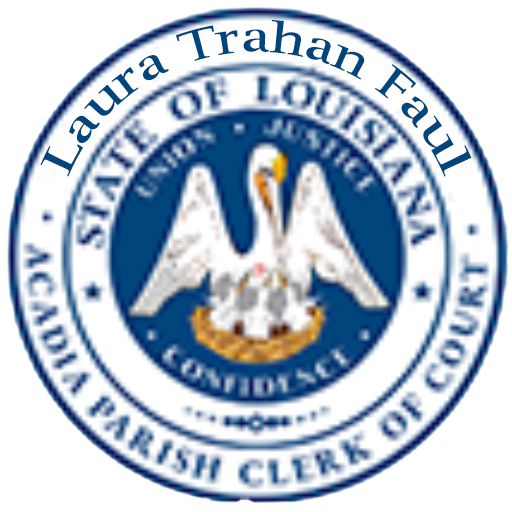 Laura Trahan Faul
STATE OF LOUISIANA
UNION • JUSTICE
CONFIDENCE
ACADIA PARISH CLERK OF COURT